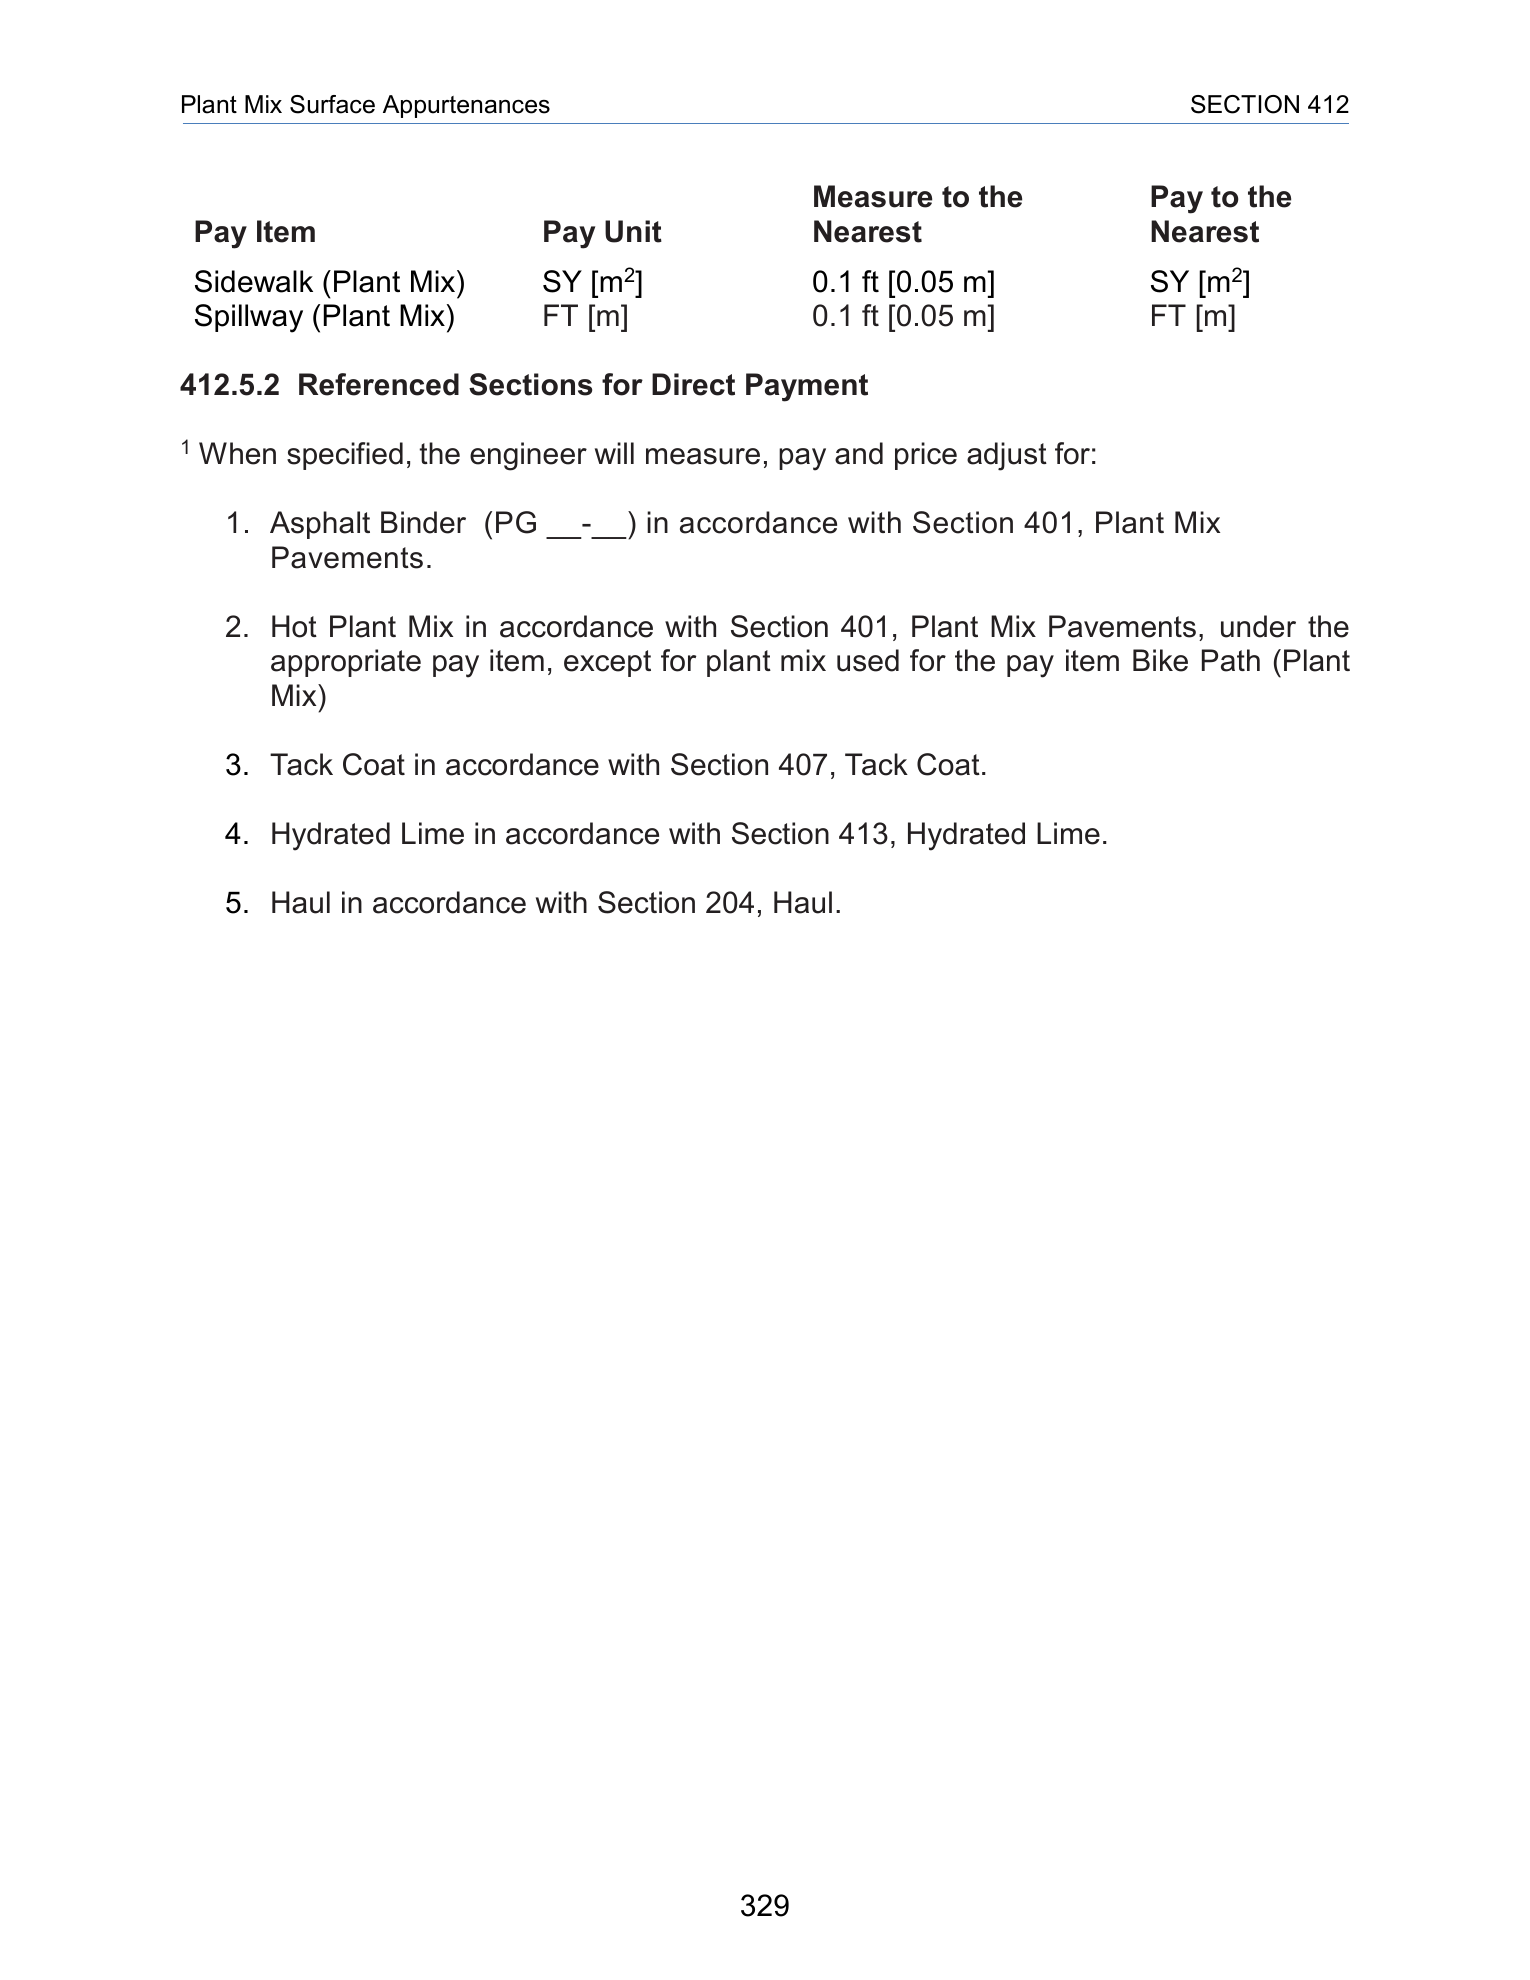 Plant Mix Surface Appurtenances SECTION 412
Measure to the Pay to the
Pay Item Pay Unit Nearest Nearest
Sidewalk (Plant Mix) SY [m²] 0.1 ft [0.05 m] SY [m²]
Spillway (Plant Mix) FT [m] 0.1 ft [0.05 m] FT [m]
412.5.2 Referenced Sections for Direct Payment
¹ When specified, the engineer will measure, pay and price adjust for:
1. Asphalt Binder (PG __-__) in accordance with Section 401, Plant Mix
Pavements.
2. Hot Plant Mix in accordance with Section 401, Plant Mix Pavements, under the
appropriate pay item, except for plant mix used for the pay item Bike Path (Plant
Mix)
3. Tack Coat in accordance with Section 407, Tack Coat.
4. Hydrated Lime in accordance with Section 413, Hydrated Lime.
5. Haul in accordance with Section 204, Haul.
329